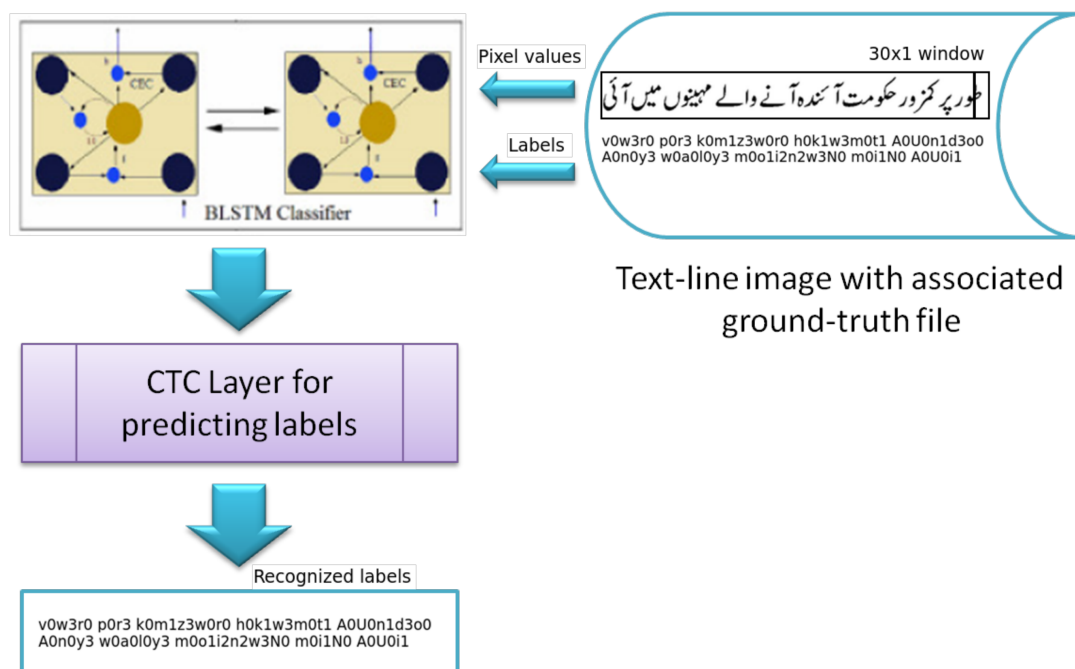 Pixel values
30x1 window
طور پر کمزور حکومت آئندہ آنے والے مہینوں میں آئی
Labels
v0w3r0 p0r3 k0m1z3w0r0 h0k1w3m0t1 A0U0n1d3o0
A0n0y3 w0a0l0y3 m0o1i2n2w3N0 m0i1N0 A0U0i1
CEC
CEC
BLSTM Classifier
Text-line image with associated
ground-truth file
CTC Layer for
predicting labels
Recognized labels
v0w3r0 p0r3 k0m1z3w0r0 h0k1w3m0t1 A0U0n1d3o0
A0n0y3 w0a0l0y3 m0o1i2n2w3N0 m0i1N0 A0U0i1